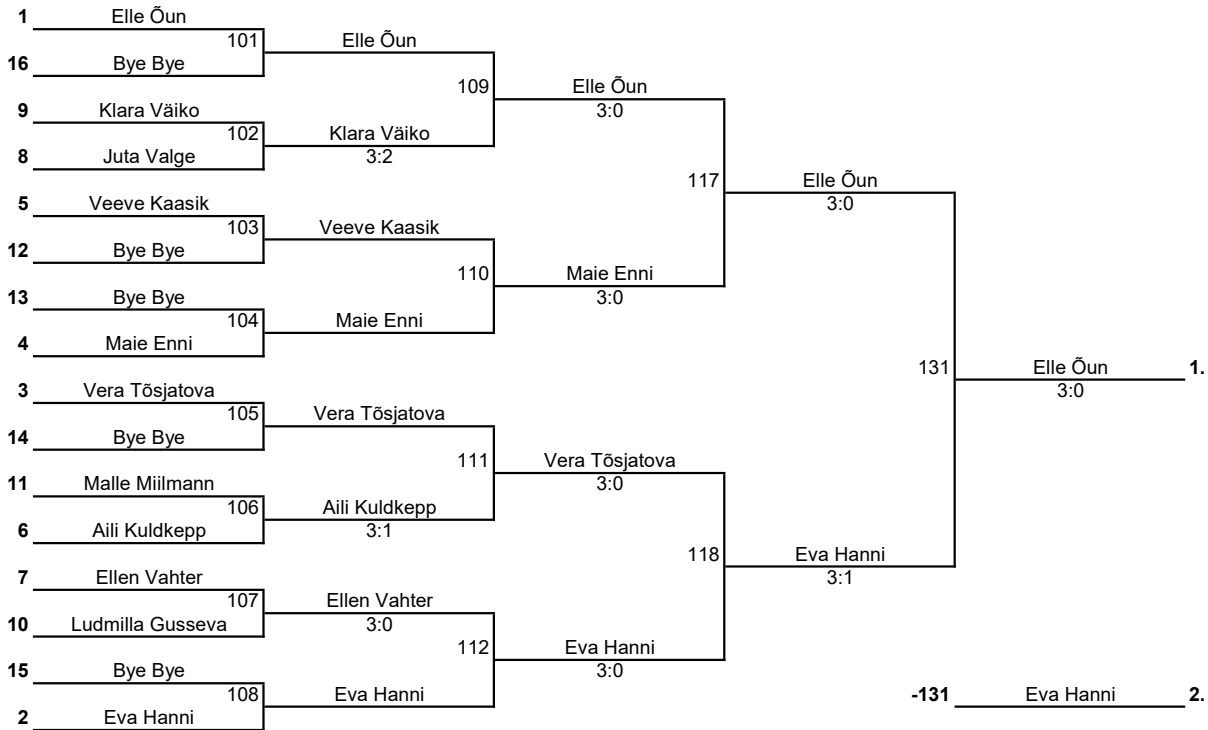 1 Elle Õun
101 Elle Õun
16 Bye Bye
109 Elle Õun
3:0
9 Klara Väiko
102 Klara Väiko
3:2
8 Juta Valge
117 Elle Õun
3:0
5 Veeve Kaasik
103 Veeve Kaasik
12 Bye Bye
110 Maie Enni
3:0
13 Bye Bye
104 Maie Enni
4 Maie Enni
131 Elle Õun 1.
3:0
3 Vera Tõsjatova
105 Vera Tõsjatova
14 Bye Bye
111 Vera Tõsjatova
3:0
11 Malle Miilmann
106 Aili Kuldkepp
3:1
6 Aili Kuldkepp
118 Eva Hanni
3:1
7 Ellen Vahter
107 Ellen Vahter
3:0
10 Ludmilla Gusseva
112 Eva Hanni
3:0
15 Bye Bye
108 Eva Hanni
2 Eva Hanni
-131 Eva Hanni 2.